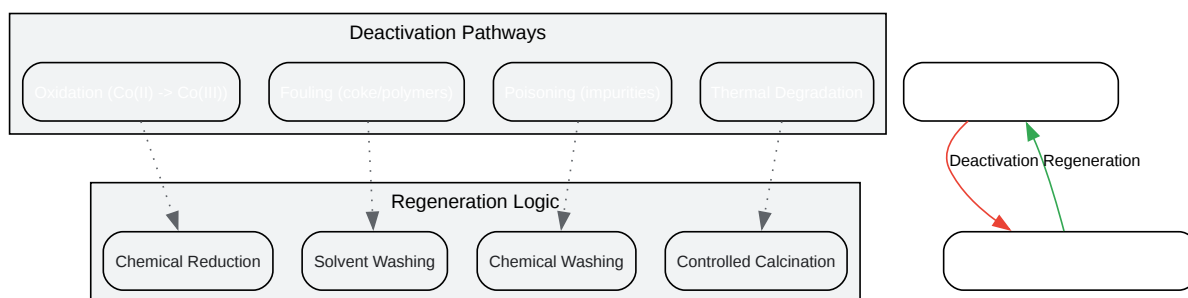 Deactivation Pathways
Oxidation (Co(II) -> Co(III))
Fouling (coke/polymers)
Poisoning (impurities)
Thermal Degradation
Deactivation
Regeneration
Regeneration Logic
Chemical Reduction
Solvent Washing
Chemical Washing
Controlled Calcination